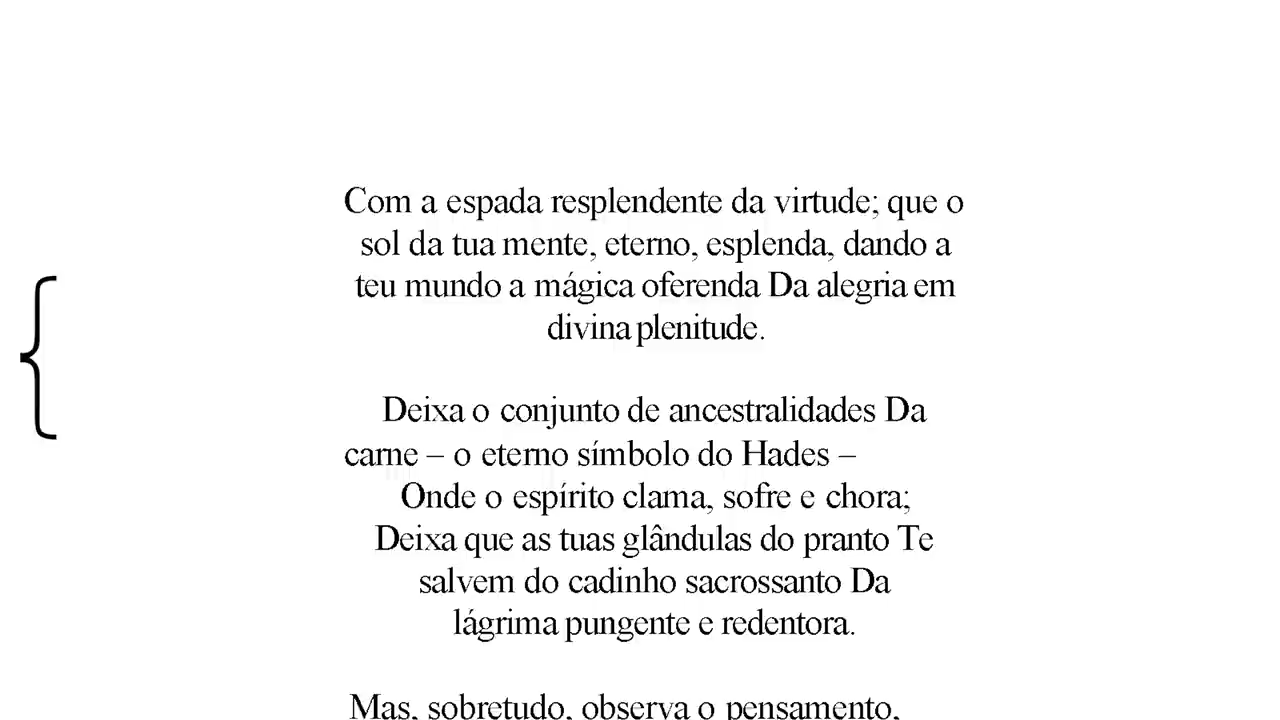 Com a espada resplendente da virtude; que o
sol da tua mente, eterno, esplenda, dando a
teu mundo a mágica oferenda Da alegria em
divina plenitude.
Deixa o conjunto de ancestralidades Da
carne – o eterno símbolo do Hades –
Onde o espírito clama, sofre e chora;
Deixa que as tuas glândulas do pranto Te
salvem do cadinho sacrossanto Da
lágrima pungente e redentora.
Mas, sobretudo, observa o pensamento,